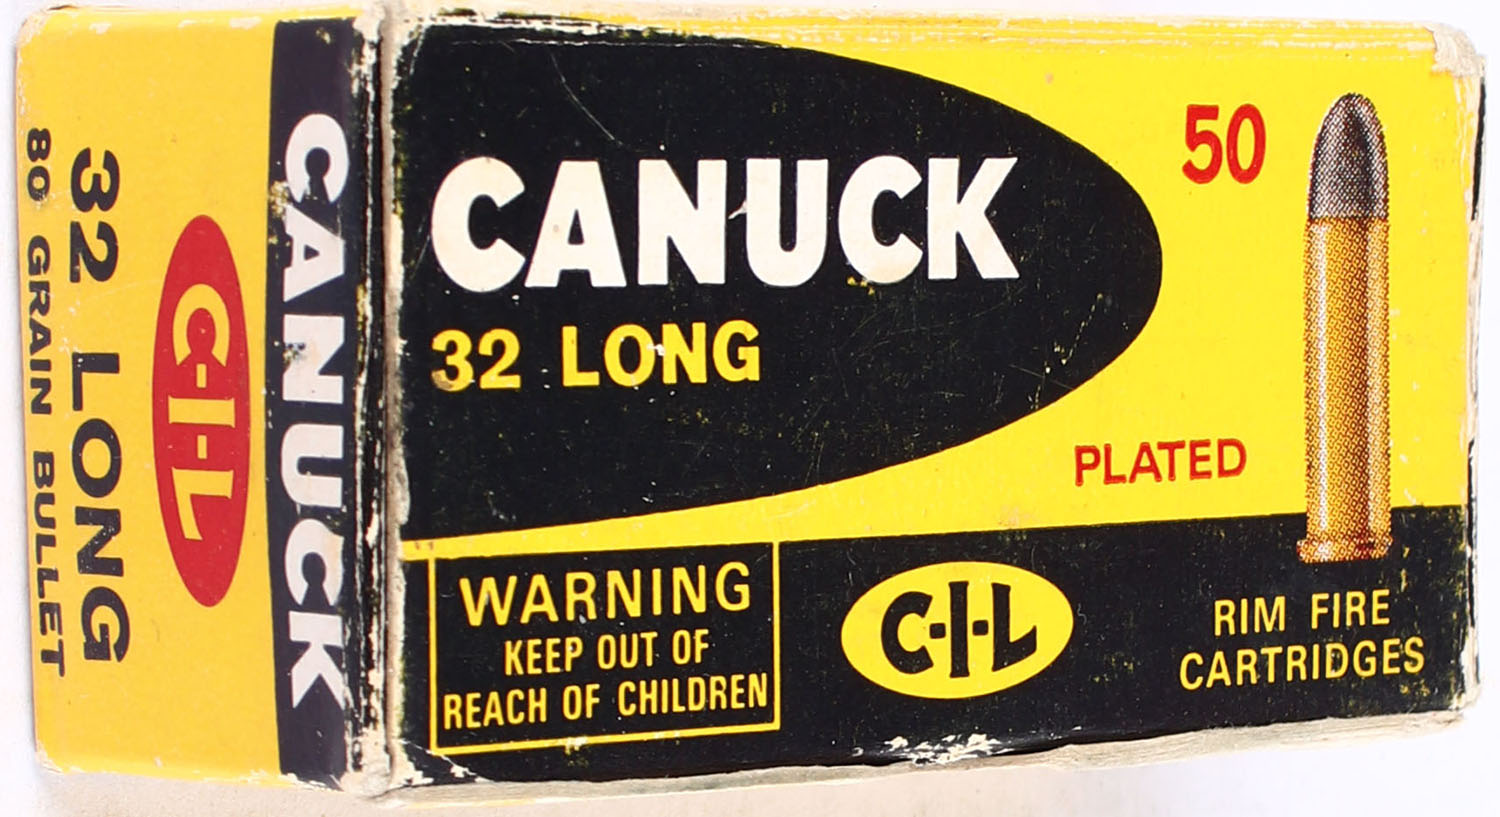 CANUCK
32 LONG
50
PLATED
WARNING
KEEP OUT OF
REACH OF CHILDREN
C-I-L
RIM FIRE
CARTRIDGES
CANUCK
C-I-L
32 LONG
80 GRAIN BULLET